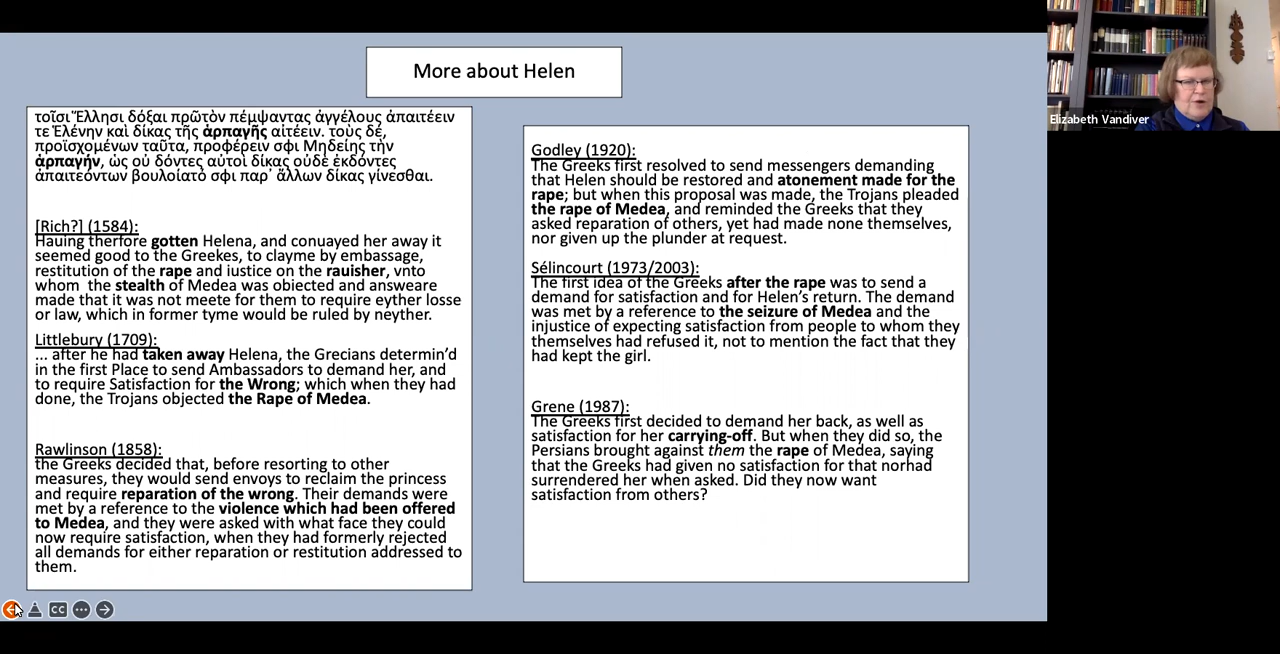 More about Helen
τοῖσι Ἕλλησι δόξαι πρῶτὸν πέμψαντας ἀγγέλους ἀπαιτέειν
τε Ἑλένην καὶ δίκας τῆς ἁρπαγῆς αἰτέειν. τοὺς δέ,
προϊσχομένων ταῦτα, προφέρειν σφι Μηδείης τὴν
ἁρπαγήν, ὡς οὐ δόντες αὐτοὶ δίκας οὐδὲ ἐκδόντες
ἀπαιτεόντων βουλοίατό σφι παρ᾽ ἄλλων δίκας γίνεσθαι.
[Rich?] (1584):
Hauing therfore gotten Helena, and conuayed her away it
seemed good to the Greekes, to clayme by embassage,
restitution of the rape and iustice on the rauisher, vnto
whom the stealth of Medea was obiected and answeare
made that it was not meete for them to require eyther losse
or law, which in former tyme would be ruled by neyther.
Littlebury (1709):
... after he had taken away Helena, the Grecians determin’d
in the first Place to send Ambassadors to demand her, and
to require Satisfaction for the Wrong; which when they had
done, the Trojans objected the Rape of Medea.
Rawlinson (1858):
the Greeks decided that, before resorting to other
measures, they would send envoys to reclaim the princess
and require reparation of the wrong. Their demands were
met by a reference to the violence which had been offered
to Medea, and they were asked with what face they could
now require satisfaction, when they had formerly rejected
all demands for either reparation or restitution addressed to
them.
Godley (1920):
The Greeks first resolved to send messengers demanding
that Helen should be restored and atonement made for the
rape; but when this proposal was made, the Trojans pleaded
the rape of Medea, and reminded the Greeks that they
asked reparation of others, yet had made none themselves,
nor given up the plunder at request.
Sélincourt (1973/2003):
The first idea of the Greeks after the rape was to send a
demand for satisfaction and for Helen’s return. The demand
was met by a reference to the seizure of Medea and the
injustice of expecting satisfaction from people to whom they
themselves had refused it, not to mention the fact that they
had kept the girl.
Grene (1987):
The Greeks first decided to demand her back, as well as
satisfaction for her carrying-off. But when they did so, the
Persians brought against them the rape of Medea, saying
that the Greeks had given no satisfaction for that norhad
surrendered her when asked. Did they now want
satisfaction from others?
CC
Elizabeth Vandiver